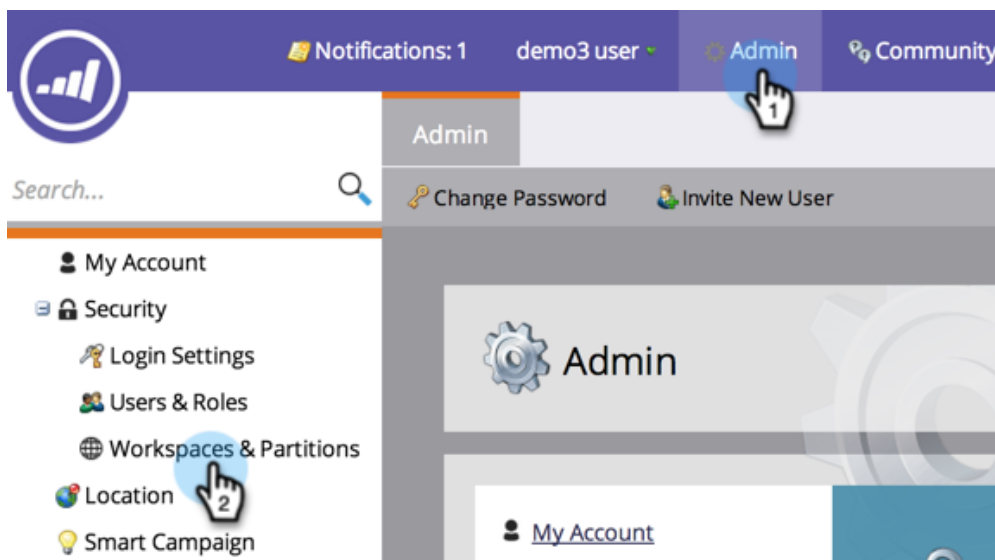 Notifications: 1 demo3 user Admin Community
1
Admin
Search...
Change Password Invite New User
My Account
Security
Login Settings
Admin
Users & Roles
Workspaces & Partitions
Location
2
My Account
Smart Campaign